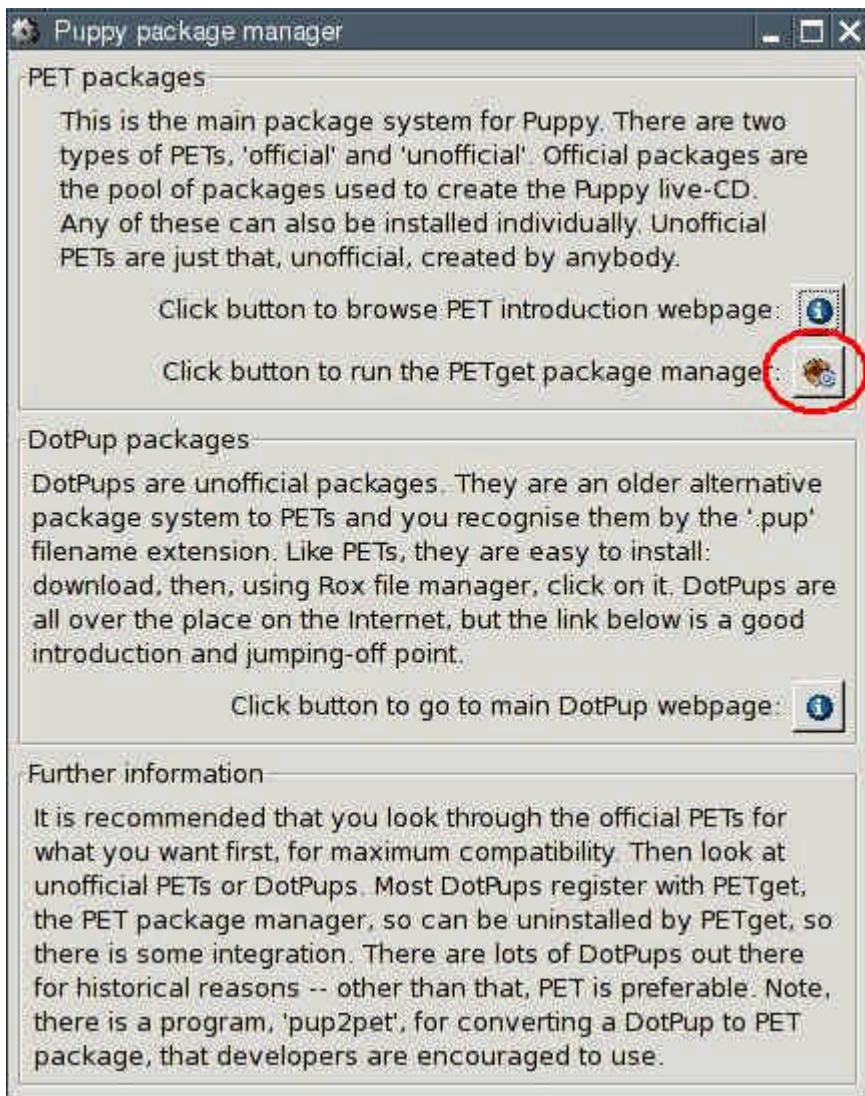 Puppy package manager
PET packages
This is the main package system for Puppy. There are two
types of PETs, 'official' and 'unofficial'. Official packages are
the pool of packages used to create the Puppy live-CD.
Any of these can also be installed individually. Unofficial
PETs are just that, unofficial, created by anybody.
Click button to browse PET introduction webpage:
Click button to run the PETget package manager:
DotPup packages
DotPups are unofficial packages. They are an older alternative
package system to PETs and you recognise them by the '.pup'
filename extension. Like PETs, they are easy to install:
download, then, using Rox file manager, click on it. DotPups are
all over the place on the Internet, but the link below is a good
introduction and jumping-off point.
Click button to go to main DotPup webpage:
Further information
It is recommended that you look through the official PETs for
what you want first, for maximum compatibility. Then look at
unofficial PETs or DotPups. Most DotPups register with PETget,
the PET package manager, so can be uninstalled by PETget, so
there is some integration. There are lots of DotPups out there
for historical reasons -- other than that, PET is preferable. Note,
there is a program, 'pup2pet', for converting a DotPup to PET
package, that developers are encouraged to use.